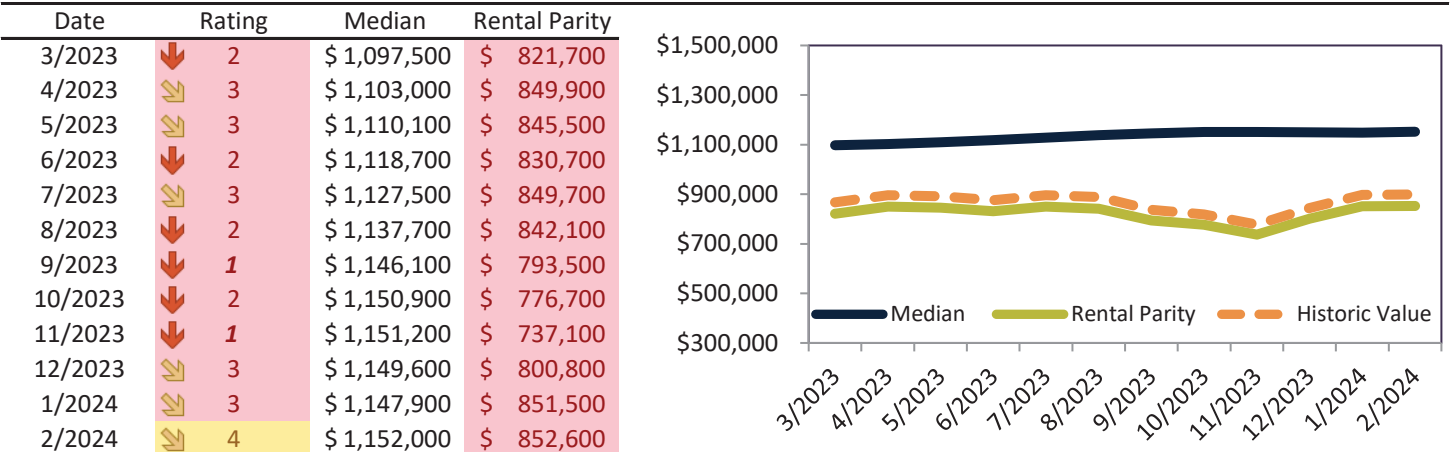 Date Rating Median Rental Parity
3/2023 2 $ 1,097,500 $ 821,700
4/2023 3 $ 1,103,000 $ 849,900
5/2023 3 $ 1,110,100 $ 845,500
6/2023 2 $ 1,118,700 $ 830,700
7/2023 3 $ 1,127,500 $ 849,700
8/2023 2 $ 1,137,700 $ 842,100
9/2023 1 $ 1,146,100 $ 793,500
10/2023 2 $ 1,150,900 $ 776,700
11/2023 1 $ 1,151,200 $ 737,100
12/2023 3 $ 1,149,600 $ 800,800
1/2024 3 $ 1,147,900 $ 851,500
2/2024 4 $ 1,152,000 $ 852,600
$1,500,000
$1,300,000
$1,100,000
$900,000
$700,000
$500,000
$300,000
Median Rental Parity Historic Value
3/2023 4/2023 5/2023 6/2023 7/2023 8/2023 9/2023 10/2023 11/2023 12/2023 1/2024 2/2024